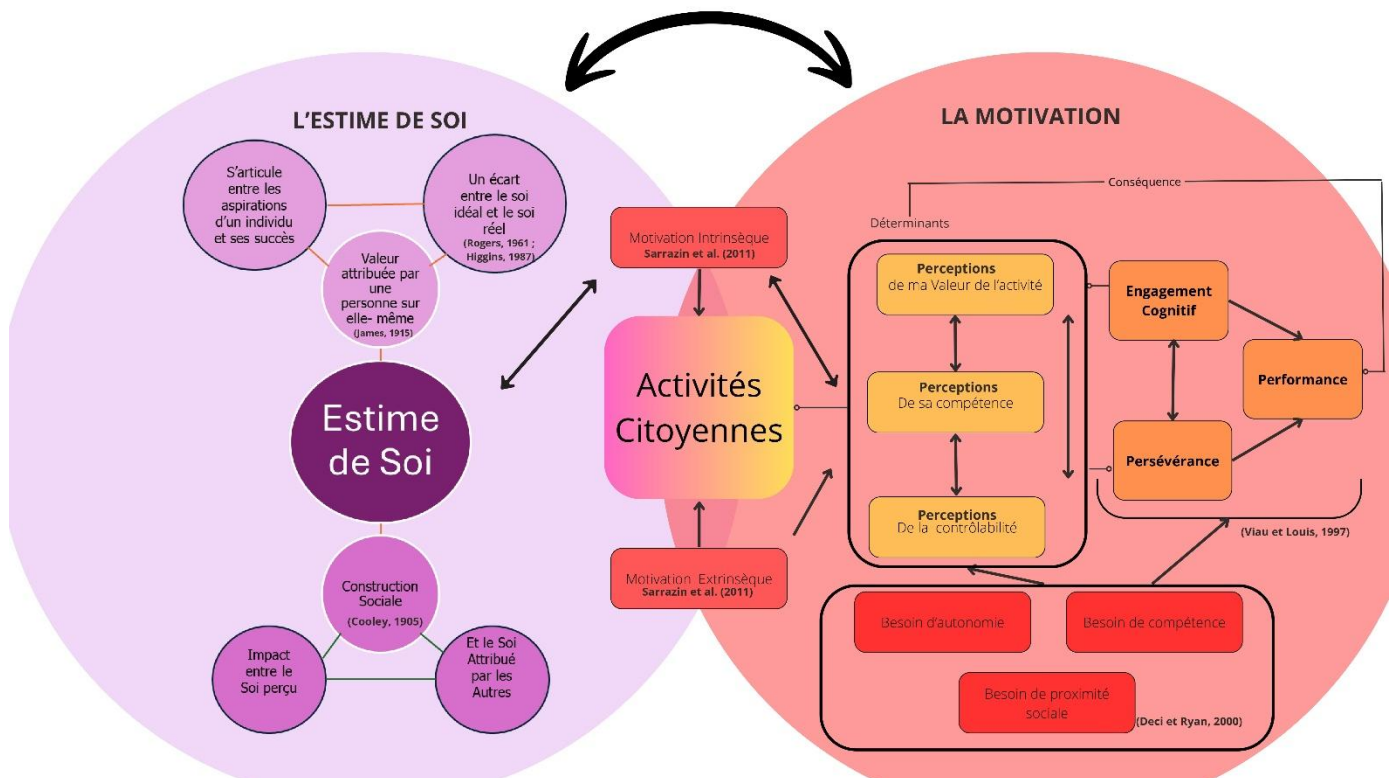 L'ESTIME DE SOI
S'articule
entre les
aspirations
d'un individu
et ses succès
Un écart
entre le soi
idéal et le soi
réel
(Rogers, 1961 ;
Higgins, 1987)
Valeur
attribuée par
une
personne sur
elle- même
(James, 1915)
Estime
de Soi
Construction
Sociale
(Cooley, 1905)
Impact
entre le
Soi perçu
Et le Soi
Attribué
par les
Autres
Motivation Intrinsèque
Sarrazin et al. (2011)
Activités
Citoyennes
Motivation Extrinsèque
Sarrazin et al. (2011)
LA MOTIVATION
Conséquence
Déterminants
Perceptions
de ma Valeur de l'activité
Perceptions
De sa compétence
Perceptions
De la contrôlabilité
Engagement
Cognitif
Performance
Persévérance
(Viau et Louis, 1997)
Besoin d'autonomie
Besoin de compétence
Besoin de proximité
sociale
(Deci et Ryan, 2000)